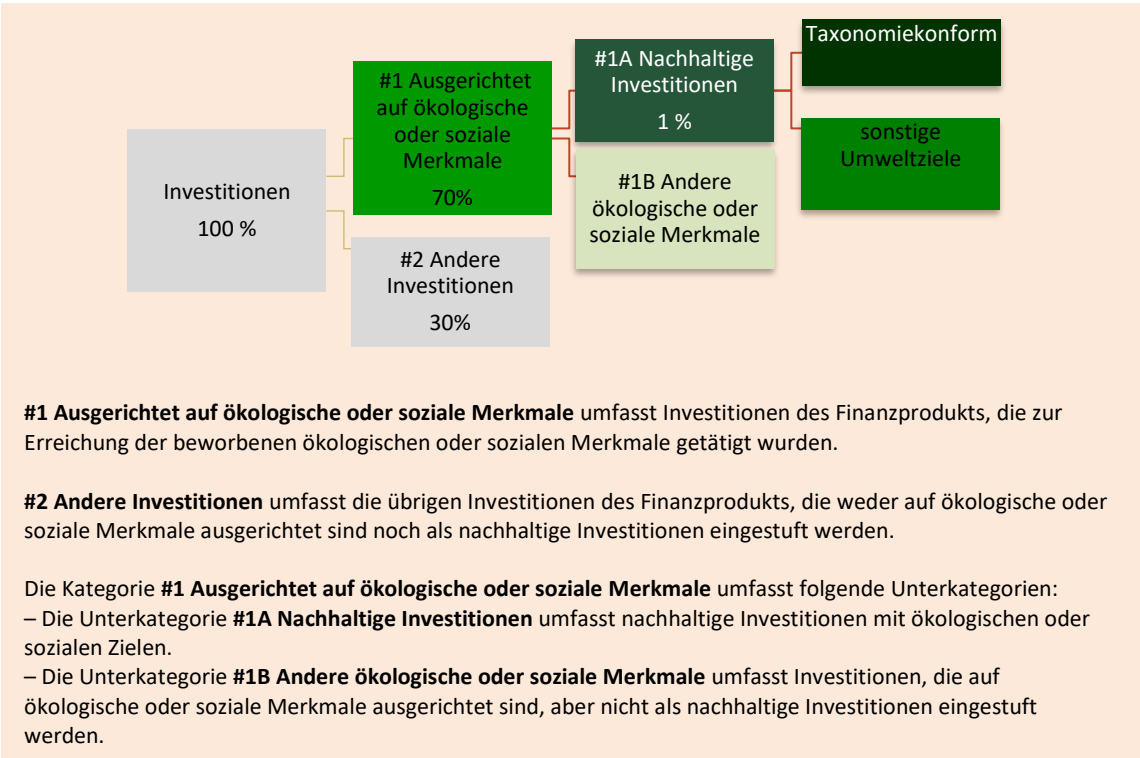 Investitionen
100 %
#1 Ausgerichtet
auf ökologische
oder soziale
Merkmale
70%
#2 Andere
Investitionen
30%
#1A Nachhaltige
Investitionen
1 %
#1B Andere
ökologische oder
soziale Merkmale
Taxonomiekonform
sonstige
Umweltziele
#1 Ausgerichtet auf ökologische oder soziale Merkmale umfasst Investitionen des Finanzprodukts, die zur
Erreichung der beworbenen ökologischen oder sozialen Merkmale getätigt wurden.
#2 Andere Investitionen umfasst die übrigen Investitionen des Finanzprodukts, die weder auf ökologische oder
soziale Merkmale ausgerichtet sind noch als nachhaltige Investitionen eingestuft werden.
Die Kategorie #1 Ausgerichtet auf ökologische oder soziale Merkmale umfasst folgende Unterkategorien:
– Die Unterkategorie #1A Nachhaltige Investitionen umfasst nachhaltige Investitionen mit ökologischen oder
sozialen Zielen.
– Die Unterkategorie #1B Andere ökologische oder soziale Merkmale umfasst Investitionen, die auf
ökologische oder soziale Merkmale ausgerichtet sind, aber nicht als nachhaltige Investitionen eingestuft
werden.